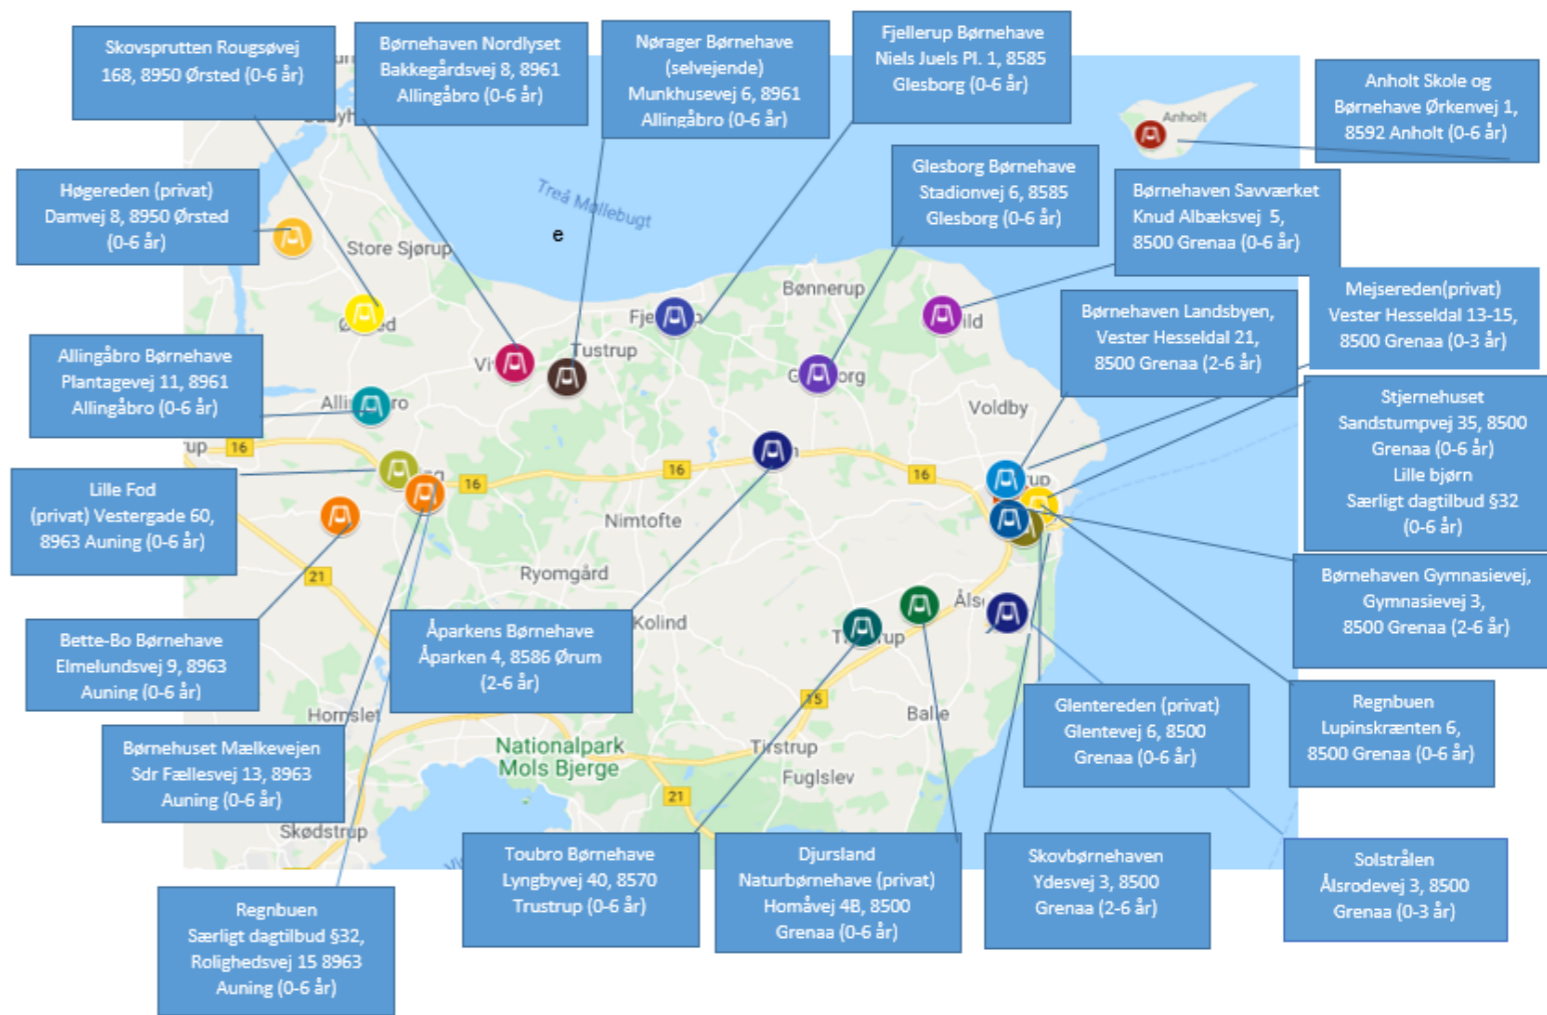 Skovsprutten Rougsøvej
168, 8950 Ørsted (0-6 år)
Børnehaven Nordlyset
Bakkegårdsvej 8, 8961
Allingåbro (0-6 år)
Nørager Børnehave
(selvejende)
Munkhusevej 6, 8961
Allingåbro (0-6 år)
Fjellerup Børnehave
Niels Juels Pl. 1, 8585
Glesborg (0-6 år)
Anholt Skole og
Børnehave Ørkenvej 1,
8592 Anholt (0-6 år)
Anholt
Høgereden (privat)
Damvej 8, 8950 Ørsted
(0-6 år)
Glesborg Børnehave
Stadionvej 6, 8585
Glesborg (0-6 år)
Børnehaven Savværket
Knud Albæksvej 5,
8500 Grenaa (0-6 år)
Treå Møllebugt
e
Store Sjørup
Bønnerup
Mejsereden(privat)
Vester Hesseldal 13-15,
8500 Grenaa (0-3 år)
Børnehaven Landsbyen,
Vester Hesseldal 21,
8500 Grenaa (2-6 år)
Tustrup
Allingåbro Børnehave
Plantagevej 11, 8961
Allingåbro (0-6 år)
Voldby
Stjernehuset
Sandstumpvej 35, 8500
Grenaa (0-6 år)
Lille bjørn
Særligt dagtilbud §32
(0-6 år)
16
16
16
16
Lille Fod
(privat) Vestergade 60,
8963 Auning (0-6 år)
Nimtofte
Ryomgård
21
Børnehaven Gymnasievej,
Gymnasievej 3,
8500 Grenaa (2-6 år)
Bette-Bo Børnehave
Elmelundsvej 9, 8963
Auning (0-6 år)
Åparkens Børnehave
Åparken 4, 8586 Ørum
(2-6 år)
Kolind
Hornslet
15
Balle
Glentereden (privat)
Glentevej 6, 8500
Grenaa (0-6 år)
Regnbuen
Lupinskrænten 6,
8500 Grenaa (0-6 år)
Børnehuset Mælkevejen
Sdr Fællesvej 13, 8963
Auning (0-6 år)
Nationalpark
Mols Bjerge
Tirstrup
Fuglslev
21
Skødstrup
Toubro Børnehave
Lyngbyvej 40, 8570
Trustrup (0-6 år)
Djursland
Naturbørnehave (privat)
Homåvej 4B, 8500
Grenaa (0-6 år)
Skovbørnehaven
Ydesvej 3, 8500
Grenaa (2-6 år)
Solstrålen
Ålsrodevej 3, 8500
Grenaa (0-3 år)
Regnbuen
Særligt dagtilbud §32,
Rolighedsvej 15 8963
Auning (0-6 år)